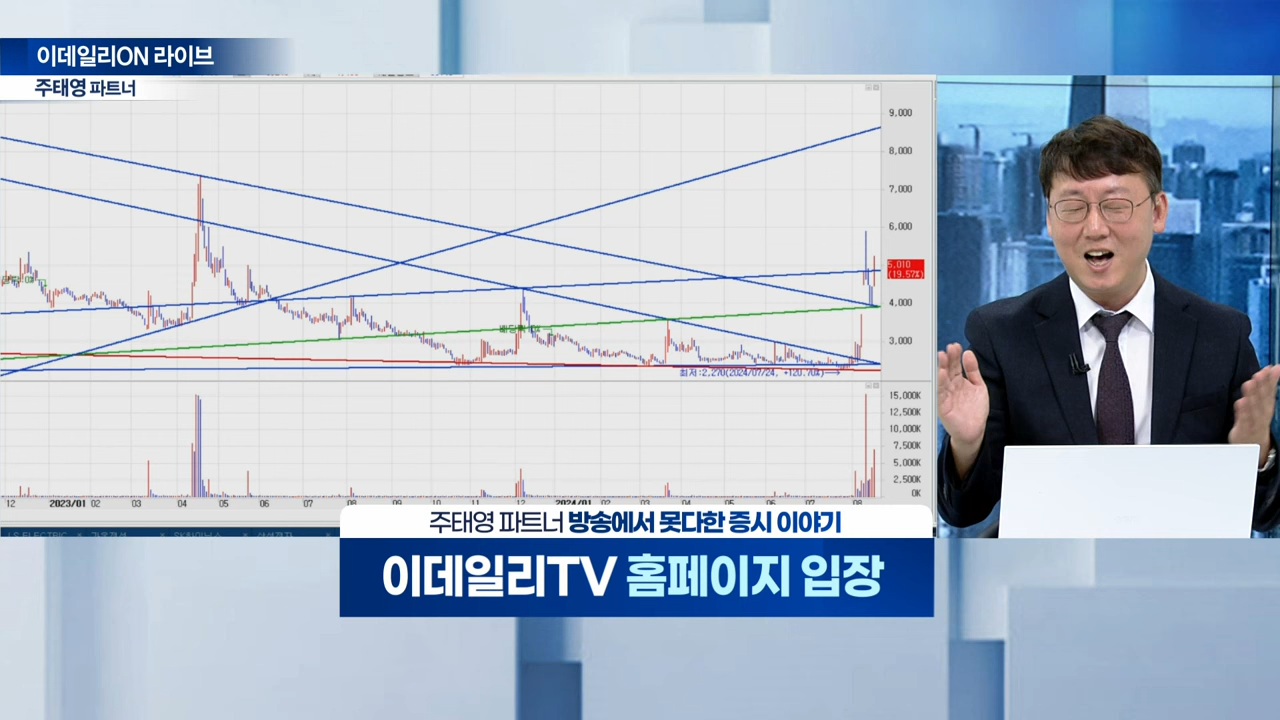 이데일리ON 라이브
주태영 파트너
9,000
8,000
7,000
6,000
5,010
(19.57%)
4,000
3,000
최저:2,270(2024/07/24, +120.70%)
15,000K
12,500K
10,000K
7,500K
5,000K
2,500K
0K
12 2023/01 02 03 04 05 06 07 08 09 10 11 12 2024/01 02 03 04 05 06 07 08
주태영 파트너 방송에서 못다한 증시 이야기
이데일리TV 홈페이지 입장